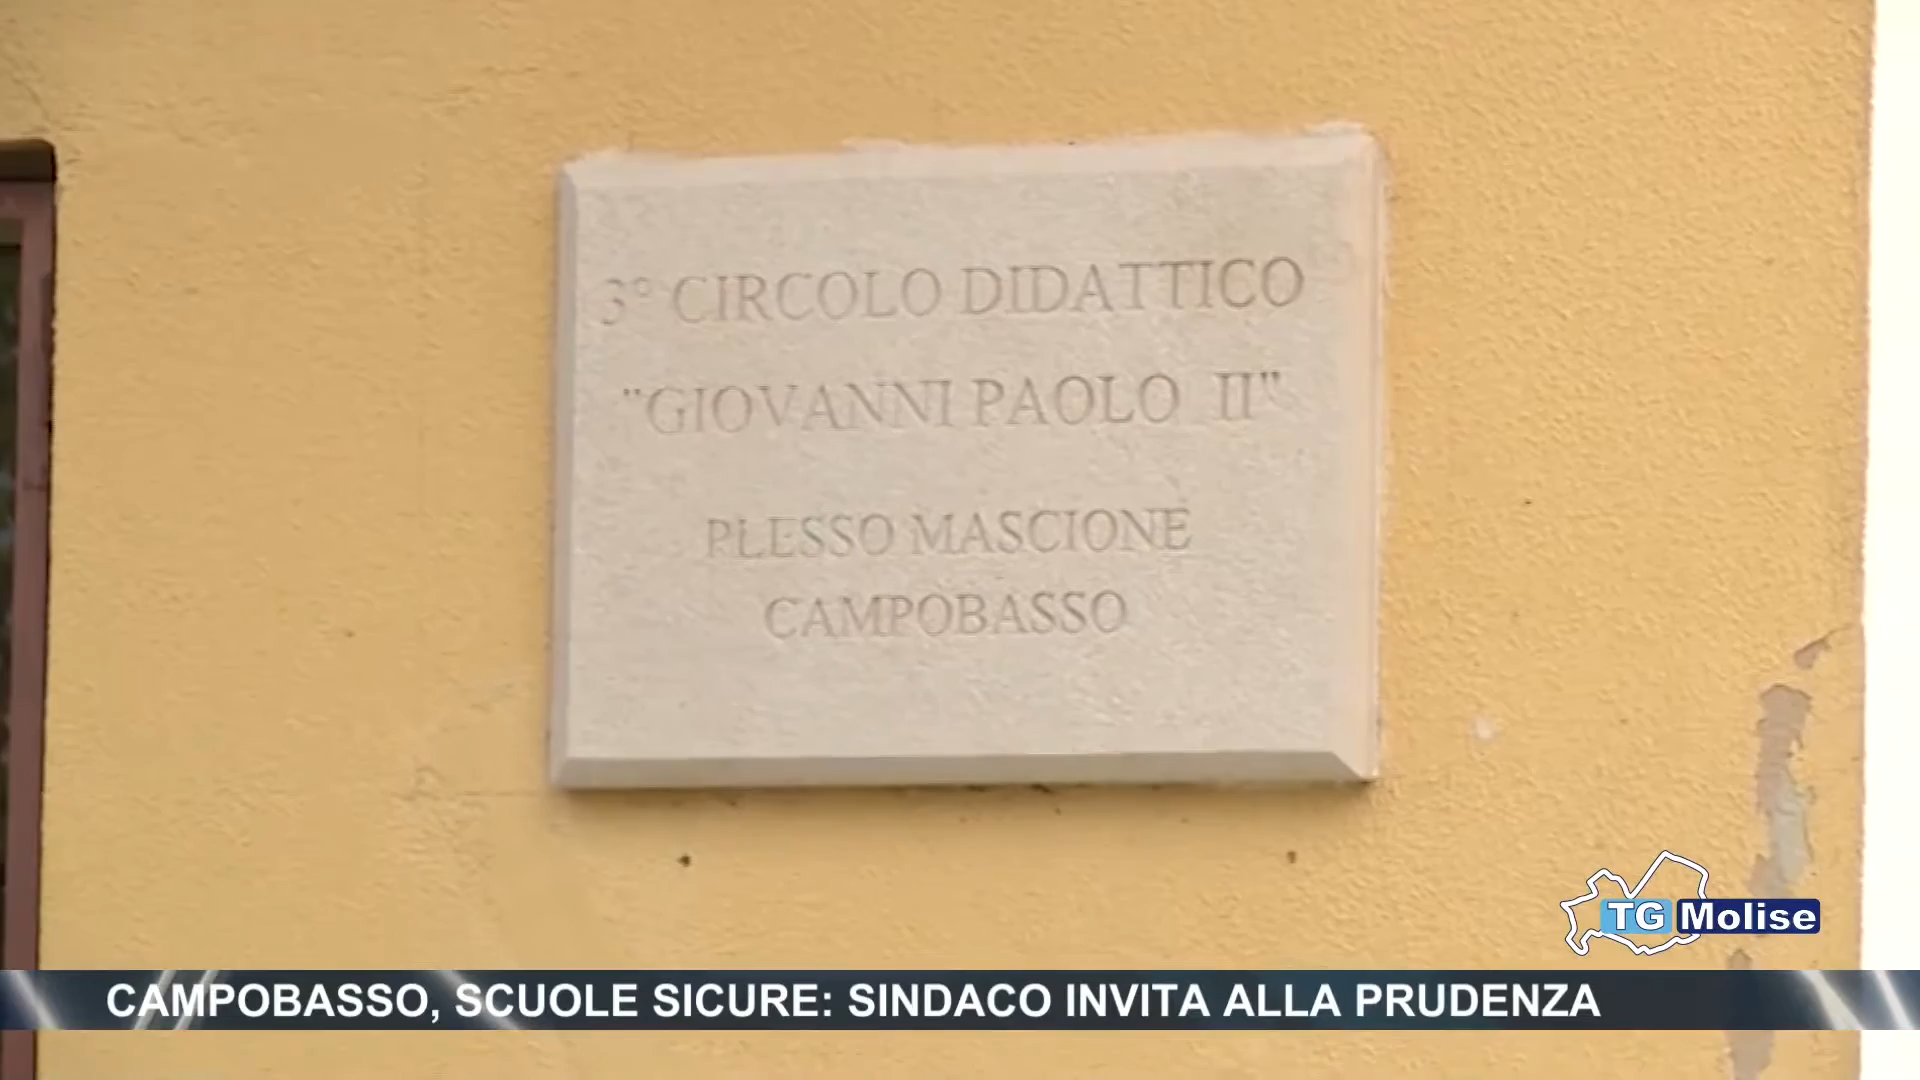 3° CIRCOLO DIDATTICO
"GIOVANNI PAOLO II"
PLESSO MASCIONE
CAMPOBASSO
TG Molise
CAMPOBASSO, SCUOLE SICURE: SINDACO INVITA ALLA PRUDENZA